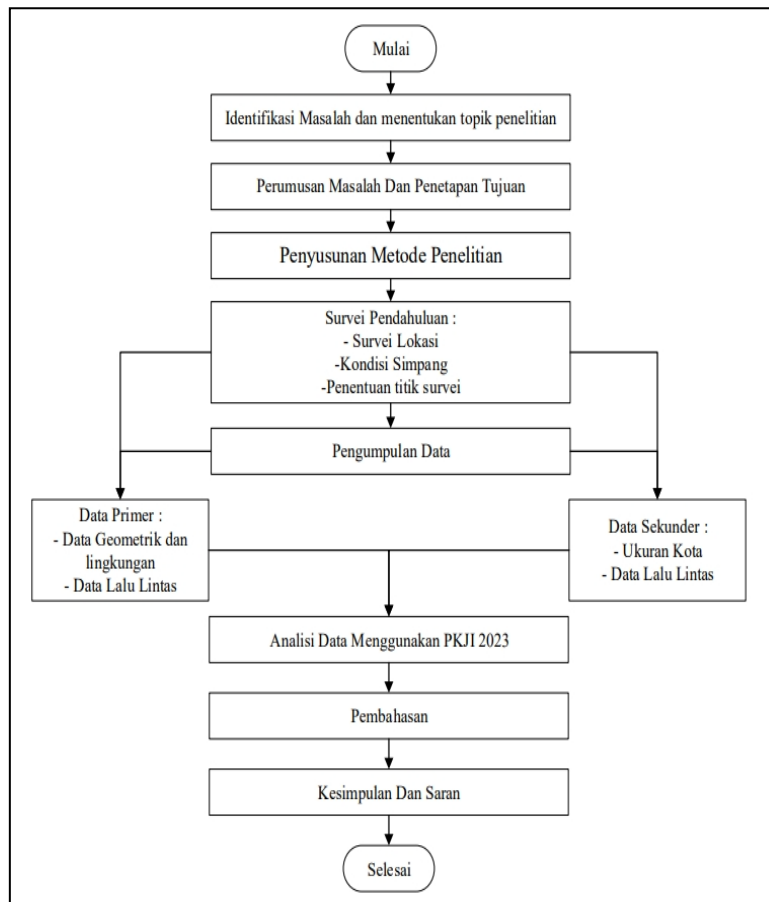 Mulai
Identifikasi Masalah dan menentukan topik penelitian
Perumusan Masalah Dan Penetapan Tujuan
Penyusunan Metode Penelitian
Survei Pendahuluan :
- Survei Lokasi
-Kondisi Simpang
-Penentuan titik survei
Pengumpulan Data
Data Primer :
- Data Geometrik dan
lingkungan
- Data Lalu Lintas
Data Sekunder :
- Ukuran Kota
- Data Lalu Lintas
Analisi Data Menggunakan PKJI 2023
Pembahasan
Kesimpulan Dan Saran
Selesai